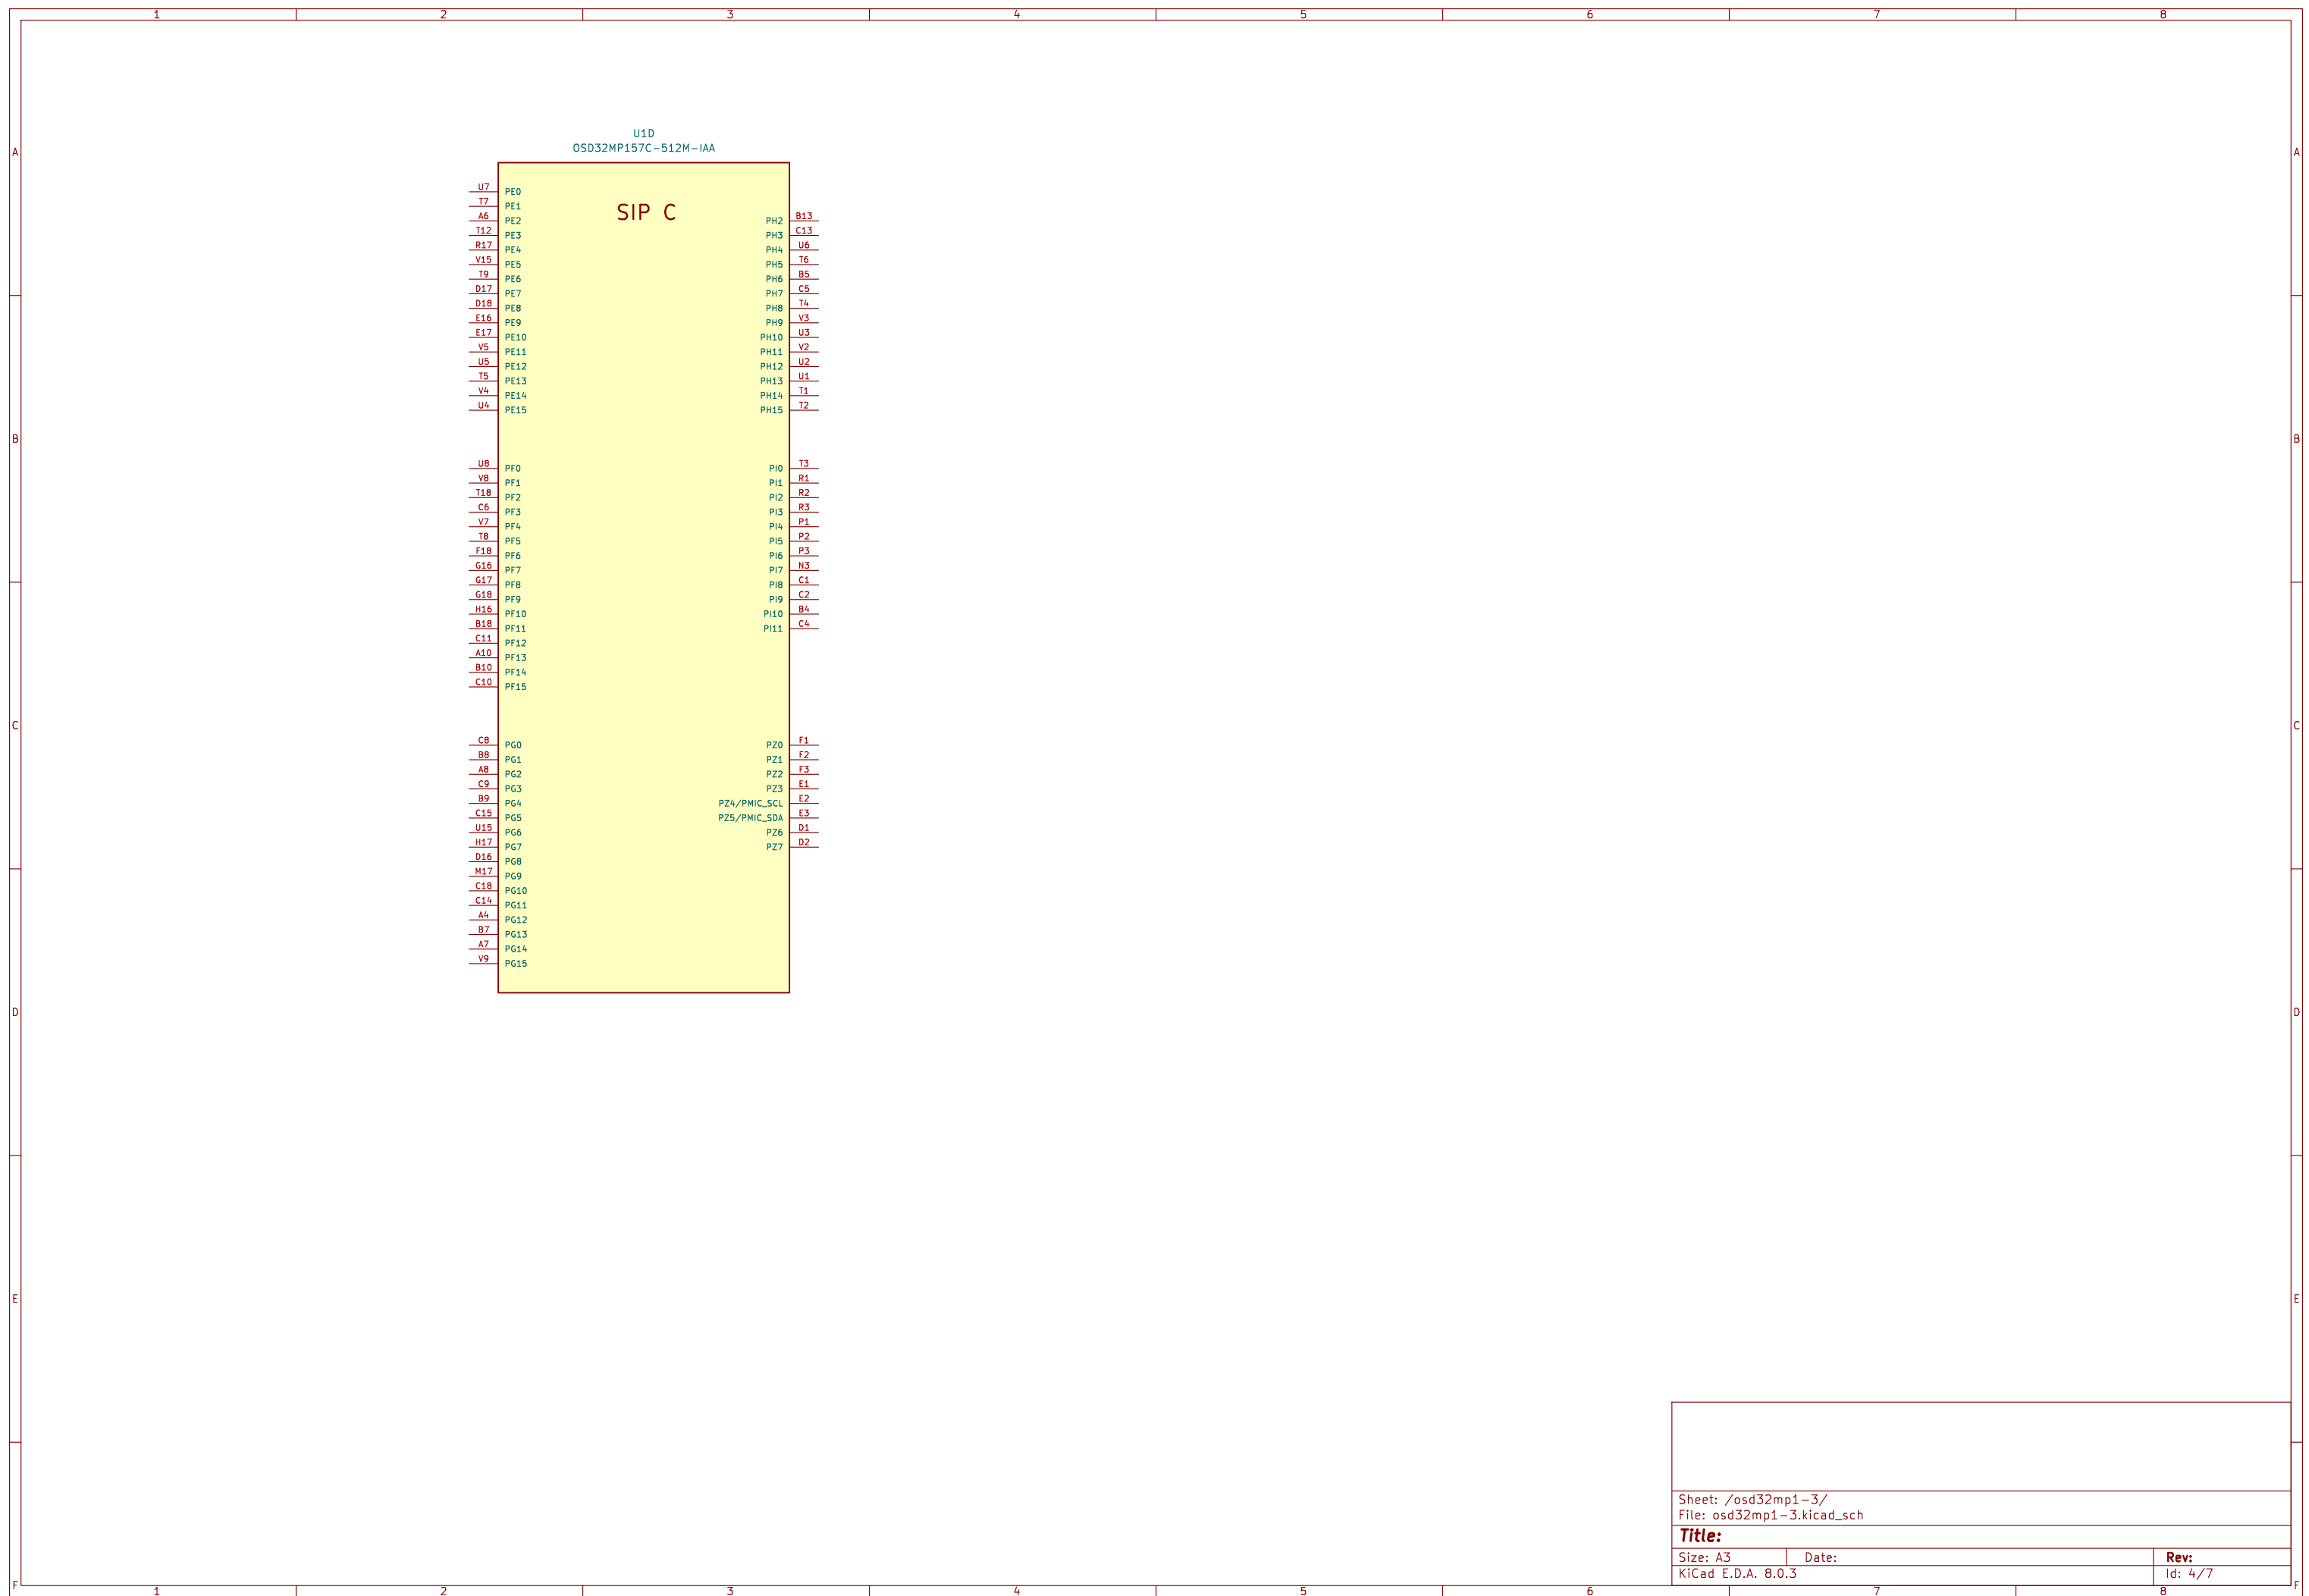 1 2 3 4 5 6 7 8
U1D
OSD32MP157C-512M-IAA
A A
SIP C
U7 PE0
T7 PE1
A6 PE2 PH2 B13
T12 PE3 PH3 C13
R17 PE4 PH4 U6
V15 PE5 PH5 T6
T9 PE6 PH6 B5
D17 PE7 PH7 C5
D18 PE8 PH8 T4
E16 PE9 PH9 V3
E17 PE10 PH10 U3
V5 PE11 PH11 V2
U5 PE12 PH12 U2
T5 PE13 PH13 U1
V4 PE14 PH14 T1
U4 PE15 PH15 T2
B B
U8 PF0 PI0 T3
V8 PF1 PI1 R1
T18 PF2 PI2 R2
C6 PF3 PI3 R3
V7 PF4 PI4 P1
T8 PF5 PI5 P2
F18 PF6 PI6 P3
G16 PF7 PI7 N3
G17 PF8 PI8 C1
G18 PF9 PI9 C2
H16 PF10 PI10 B4
B18 PF11 PI11 C4
C11 PF12
A10 PF13
B10 PF14
C10 PF15
C C
C8 PG0 PZ0 F1
B8 PG1 PZ1 F2
A8 PG2 PZ2 F3
C9 PG3 PZ3 E1
B9 PG4 PZ4/PMIC_SCL E2
C15 PG5 PZ5/PMIC_SDA E3
U15 PG6 PZ6 D1
H17 PG7 PZ7 D2
D16 PG8
M17 PG9
C18 PG10
C14 PG11
A4 PG12
B7 PG13
A7 PG14
V9 PG15
D D
E E
Sheet: /osd32mp1-3/
File: osd32mp1-3.kicad_sch
Title:
Size: A3 Date: Rev:
KiCad E.D.A. 8.0.3 Id: 4/7
F F
1 2 3 4 5 6 7 8